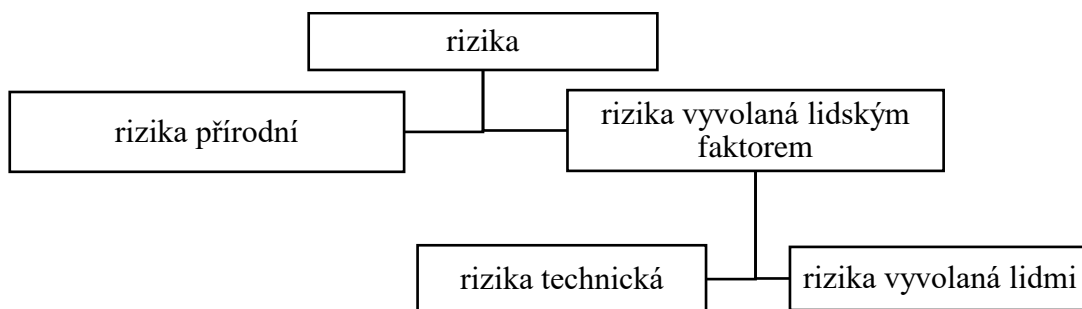 rizika
rizika přírodní
rizika vyvolaná lidským
faktorem
rizika technická
rizika vyvolaná lidmi